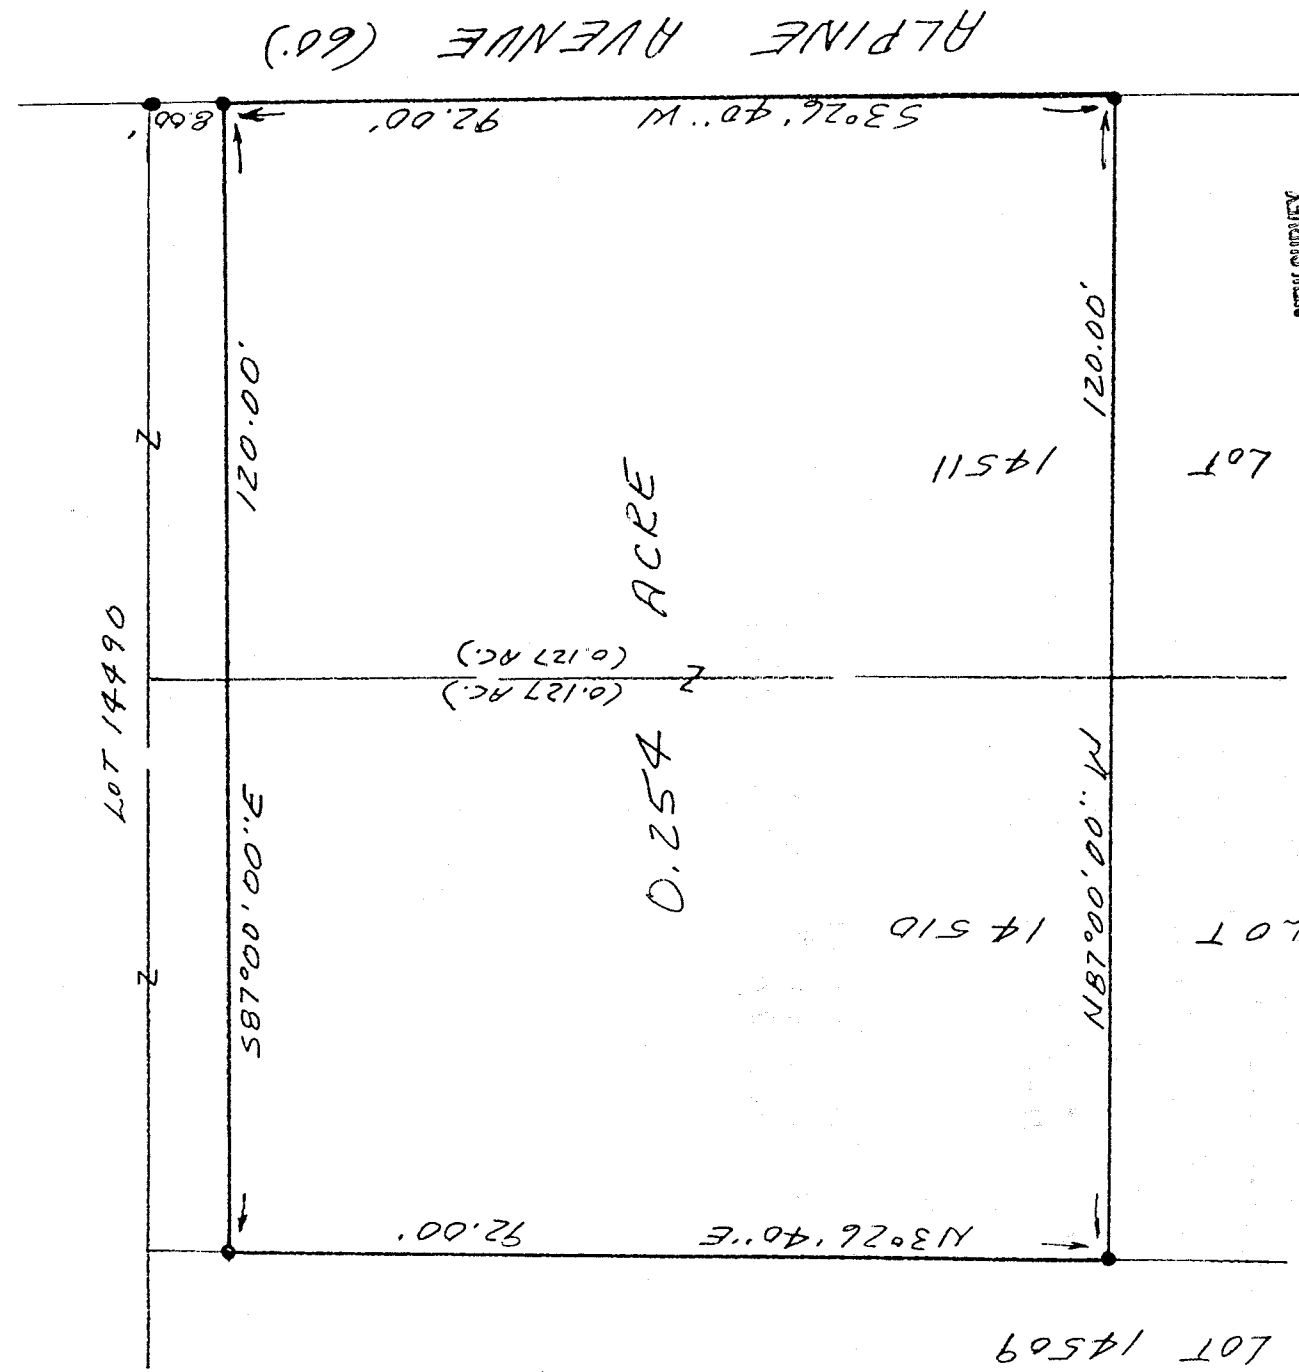 LOT 14509
N3°26'40"E 92.00'
LOT 14510
N87°00'00"W 120.00'
S87°00'00"E 120.00'
0.254 ACRE
(0.127 AC.)
(0.127 AC.)
LOT 14490
LOT 14511
S3°26'40"W 92.00'
8.00'
ALPINE AVENUE (60')